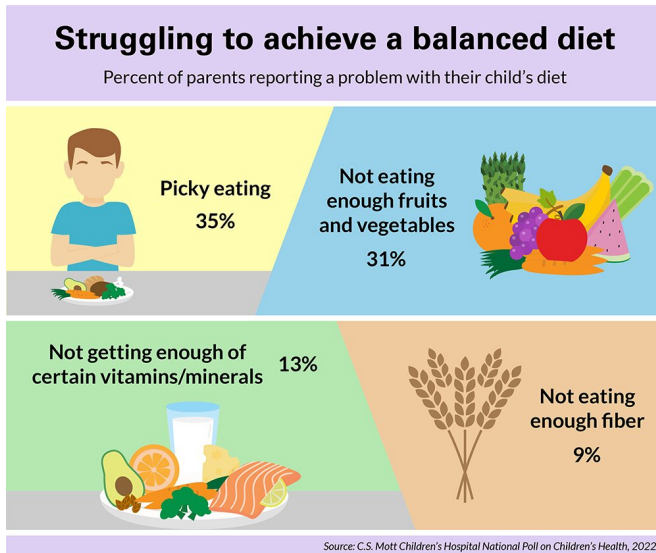 Struggling to achieve a balanced diet
Percent of parents reporting a problem with their child's diet
Picky eating
35%
Not eating
enough fruits
and vegetables
31%
Not getting enough of
certain vitamins/minerals
13%
Not eating
enough fiber
9%
Source: C.S. Mott Children's Hospital National Poll on Children's Health, 2022